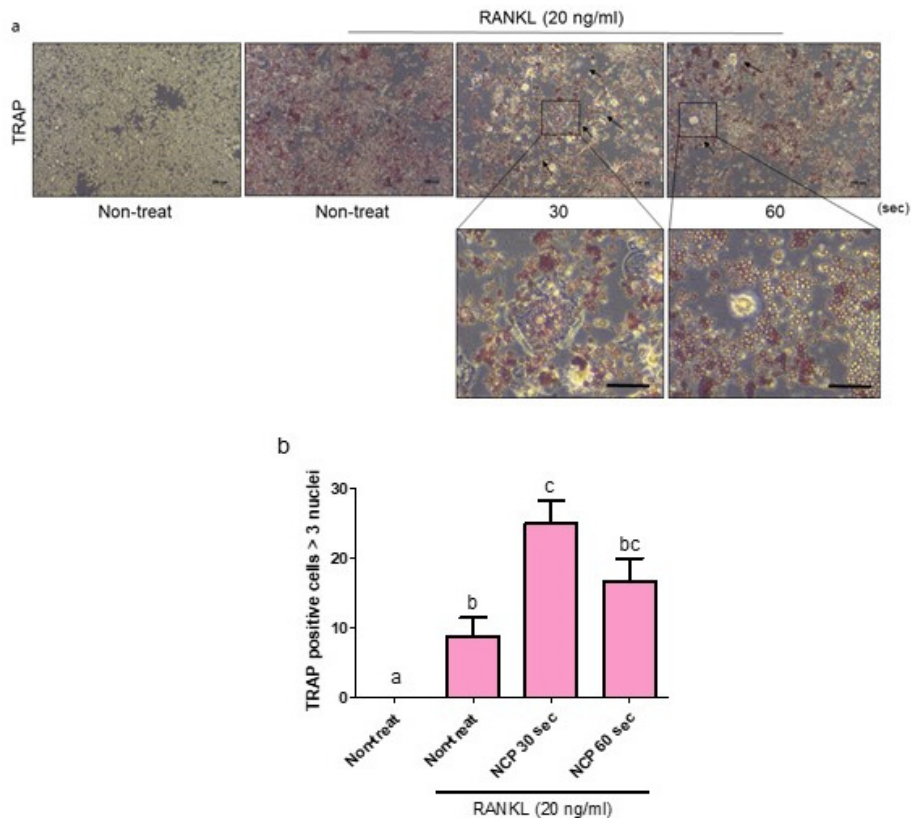 a
RANKL (20 ng/ml)
TRAP
Non-treat
Non-treat
30
60
(sec)
b
TRAP positive cells > 3 nuclei
30
20
10
0
a
b
c
bc
Non-treat
Non-treat
NCP 30 sec
NCP 60 sec
RANKL (20 ng/ml)